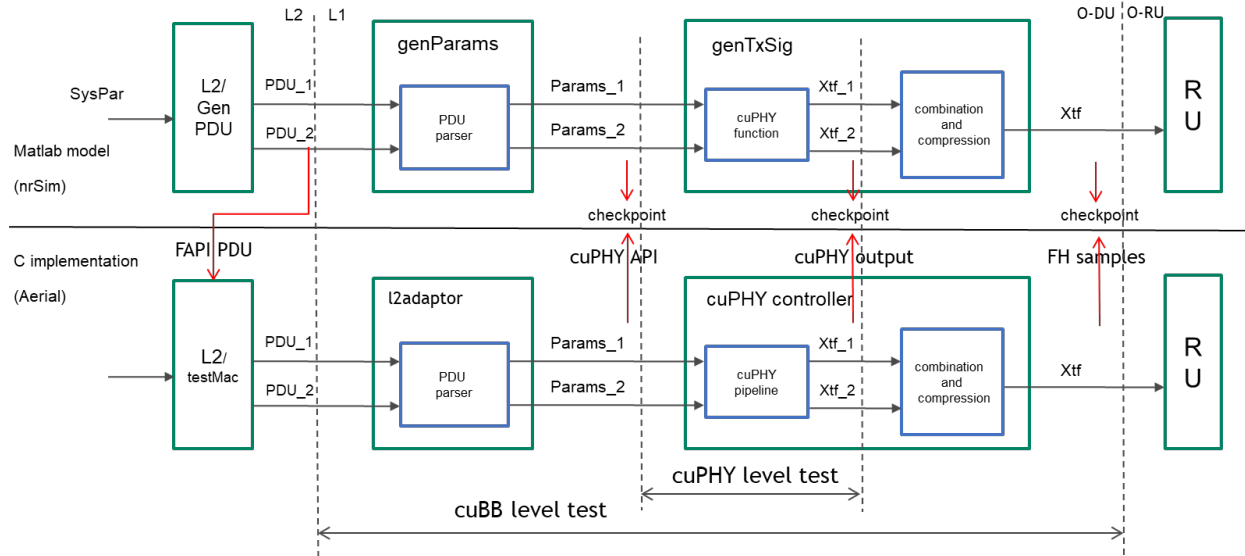 L2
L1
O-DU
O-RU
genParams
genTxSig
SysPar
L2/
Gen
PDU
PDU_1
PDU_2
PDU
parser
Params_1
Params_2
cuPHY
function
Xtf_1
Xtf_2
combination
and
compression
Xtf
R
U
Matlab model
(nrSim)
checkpoint
checkpoint
checkpoint
FAPI PDU
cuPHY API
cuPHY output
FH samples
C implementation
(Aerial)
l2adaptor
cuPHY controller
L2/
testMac
PDU_1
PDU_2
PDU
parser
Params_1
Params_2
cuPHY
pipeline
Xtf_1
Xtf_2
combination
and
compression
Xtf
R
U
cuPHY level test
cuBB level test